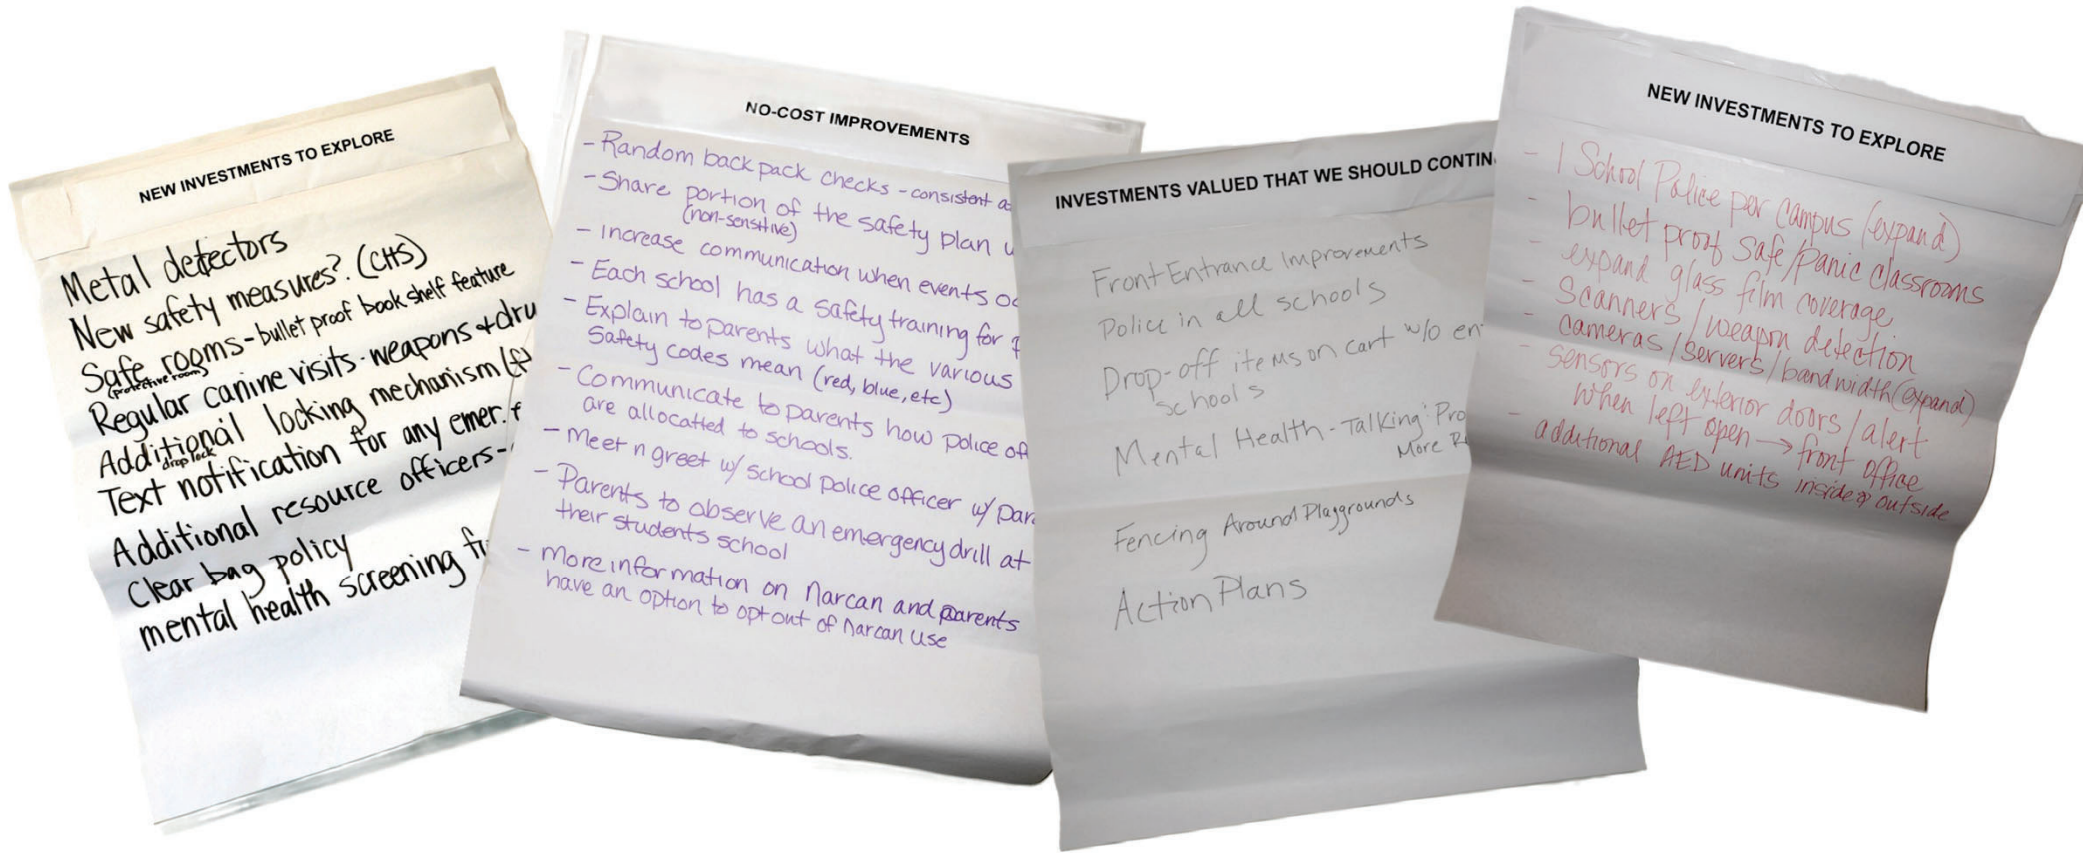 NEW INVESTMENTS TO EXPLORE
Metal detectors
New safety measures?. (CHS)
Safe rooms - bullet proof book shelf feature
(protective room)
Regular canine visits - weapons + dru
Additional locking mechanism (f
drop lock
Text notification for any emer. f
Additional resource officers-
Clear bag policy
mental health screening f
NO-COST IMPROVEMENTS
- Random backpack checks - consistent a
- Share portion of the safety plan
(non-sensitive)
- increase communication when events oc
- Each school has a safety training for
- Explain to parents what the various
Safety codes mean (red, blue, etc)
- Communicate to parents how police of
are allocatted to schools.
- Meet n greet w/ school police officer w/ par
- Parents to observe an emergency drill at
their students school
- more information on narcan and parents
have an option to opt out of narcan use
INVESTMENTS VALUED THAT WE SHOULD CONTIN
Front Entrance Improvements
Police in all schools
Drop-off items on cart w/o en
schools
Mental Health - Talking Pro
More R
Fencing Around Playgrounds
Action Plans
NEW INVESTMENTS TO EXPLORE
- 1 School Police per campus (expand)
- bullet proof safe/panic classrooms
- expand glass film coverage
- Scanners / weapon detection
- cameras / servers / bandwidth (expand)
- sensors on exterior doors / alert
when left open → front office
- additional AED units inside & outside